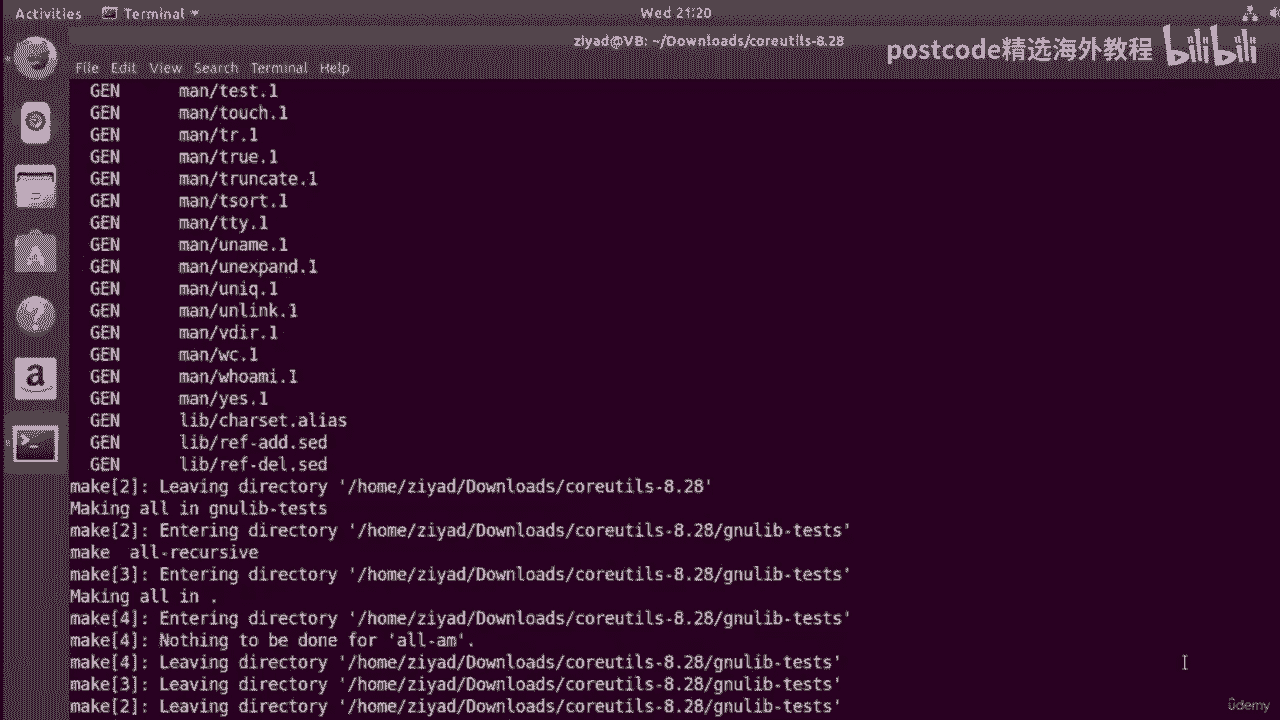 Activities Terminal Wed 21:20
ziyad@VB: ~/Downloads/coreutils-8.28
postcode精选海外教程 bilibili
File Edit View Search Terminal Help
GEN man/test.1
GEN man/touch.1
GEN man/tr.1
GEN man/true.1
GEN man/truncate.1
GEN man/tsort.1
GEN man/tty.1
GEN man/uname.1
GEN man/unexpand.1
GEN man/uniq.1
GEN man/unlink.1
GEN man/vdir.1
GEN man/wc.1
GEN man/whoami.1
GEN man/yes.1
GEN lib/charset.alias
GEN lib/ref-add.sed
GEN lib/ref-del.sed
make[2]: Leaving directory '/home/ziyad/Downloads/coreutils-8.28'
Making all in gnulib-tests
make[2]: Entering directory '/home/ziyad/Downloads/coreutils-8.28/gnulib-tests'
make  all-recursive
make[3]: Entering directory '/home/ziyad/Downloads/coreutils-8.28/gnulib-tests'
Making all in .
make[4]: Entering directory '/home/ziyad/Downloads/coreutils-8.28/gnulib-tests'
make[4]: Nothing to be done for 'all-am'.
make[4]: Leaving directory '/home/ziyad/Downloads/coreutils-8.28/gnulib-tests'
make[3]: Leaving directory '/home/ziyad/Downloads/coreutils-8.28/gnulib-tests'
make[2]: Leaving directory '/home/ziyad/Downloads/coreutils-8.28/gnulib-tests'
ûdemy